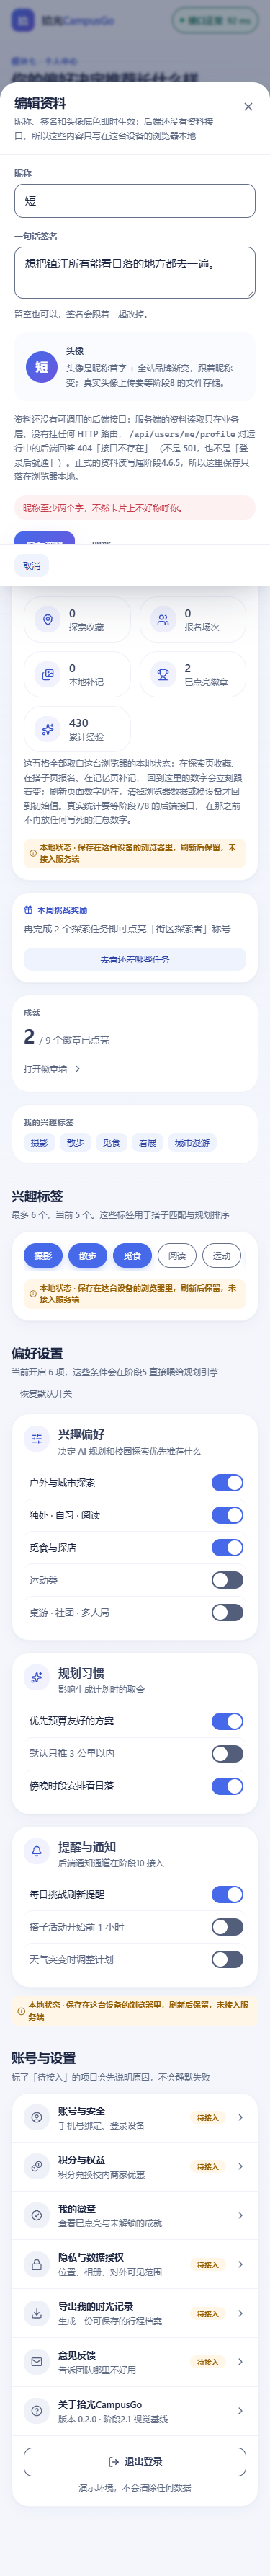 拾光CampusGo
接口正常 92 ms
编辑资料
昵称、签名和头像底色即时生效；后端还没有资料接
口，所以这些内容只写在这台设备的浏览器本地
昵称
短
一句话签名
想把镇江所有能看日落的地方都去一遍。
留空也可以，签名会跟着一起改掉。
短
头像
头像是昵称首字 + 全站品牌渐变，跟着昵称
变；真实头像上传要等阶段8 的文件存储。
资料还没有可调用的后端接口：服务端的资料读取只在业务
层，没有挂任何 HTTP 路由， /api/users/me/profile 对运
行中的后端回答 404「接口不存在」（不是 501，也不是「登
录后就通」）。正式的资料读写属阶段4.6.5，所以这里保存只
落在浏览器本地。
昵称至少两个字，不然卡片上不好称呼你。
取消
0
探索收藏
0
报名场次
0
本地补记
2
已点亮徽章
430
累计经验
这五格全部取自这台浏览器的本地状态：在探索页收藏、
在搭子页报名、在记忆页补记， 回到这里的数字会立刻跟
着变；刷新页面数字仍在，清掉浏览器数据或换设备才回
到初始值。真实统计要等阶段7/8 的后端接口， 在那之前
不再放任何写死的汇总数字。
本地状态 · 保存在这台设备的浏览器里，刷新后保留，未
接入服务端
本周挑战奖励
再完成 2 个探索任务即可点亮「街区探索者」称号
去看还差哪些任务
成就
2 / 9 个徽章已点亮
打开徽章墙
我的兴趣标签
摄影 散步 觅食 看展 城市漫游
兴趣标签
最多 6 个，当前 5 个。这些标签用于搭子匹配与规划排序
摄影 散步 觅食 阅读 运动
本地状态 · 保存在这台设备的浏览器里，刷新后保留，未
接入服务端
偏好设置
当前开启 6 项，这些条件会在阶段5 直接喂给规划引擎
恢复默认开关
兴趣偏好
决定 AI 规划和校园探索优先推荐什么
户外与城市探索
独处 · 自习 · 阅读
觅食与探店
运动类
桌游 · 社团 · 多人局
规划习惯
影响生成计划时的取舍
优先预算友好的方案
默认只推 3 公里以内
傍晚时段安排看日落
提醒与通知
后端通知通道在阶段10 接入
每日挑战刷新提醒
搭子活动开始前 1 小时
天气突变时调整计划
本地状态 · 保存在这台设备的浏览器里，刷新后保留，未接入服
务端
账号与设置
标了「待接入」的项目会先说明原因，不会静默失败
账号与安全
手机号绑定、登录设备
待接入
积分与权益
积分兑换校内商家优惠
待接入
我的徽章
查看已点亮与未解锁的成就
隐私与数据授权
位置、相册、对外可见范围
待接入
导出我的时光记录
生成一份可保存的行程档案
待接入
意见反馈
告诉团队哪里不好用
待接入
关于拾光CampusGo
版本 0.2.0 · 阶段2.1 视觉基线
退出登录
演示环境，不会清除任何数据